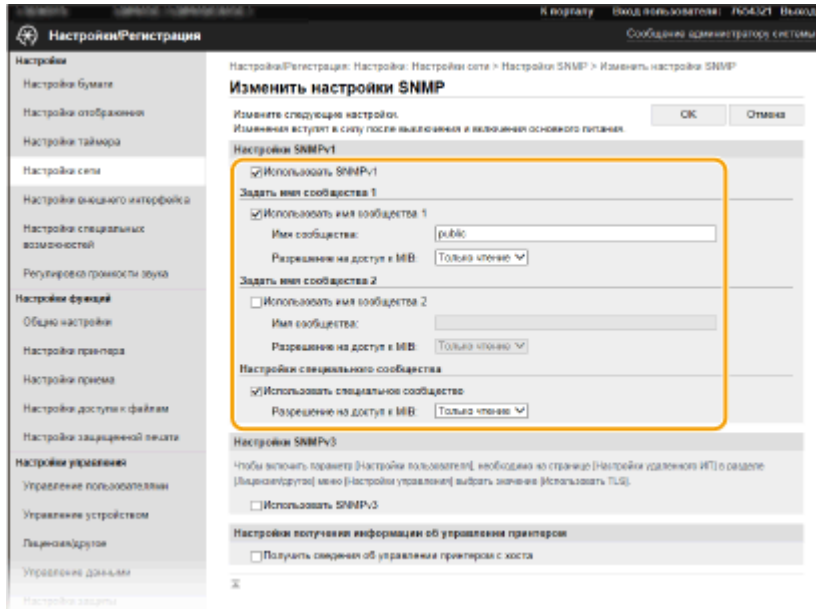 К порталу Вход пользователя: 7654321 Выход
Настройки/Регистрация
Сообщение администратору системы
Настройки
Настройки бумаги
Настройки отображения
Настройки таймера
Настройки сети
Настройки внешнего интерфейса
Настройки специальных
возможностей
Регулировка громкости звука
Настройки функций
Общие настройки
Настройки принтера
Настройки приема
Настройки доступа к файлам
Настройки защищенной печати
Настройки управления
Управление пользователями
Управление устройством
Лицензия/другое
Управление данными
Настройки защиты
Настройки/Регистрация: Настройки: Настройки сети > Настройки SNMP > Изменить настройки SNMP
Изменить настройки SNMP
Измените следующие настройки.
Изменения вступят в силу после выключения и включения основного питания.
OK Отмена
Настройки SNMPv1
Использовать SNMPv1
Задать имя сообщества 1
Использовать имя сообщества 1
Имя сообщества: public
Разрешение на доступ к MIB: Только чтение
Задать имя сообщества 2
Использовать имя сообщества 2
Имя сообщества:
Разрешение на доступ к MIB: Только чтение
Настройки специального сообщества
Использовать специальное сообщество
Разрешение на доступ к MIB: Только чтение
Настройки SNMPv3
Чтобы включить параметр [Настройки пользователя], необходимо на странице [Настройки удаленного ИП] в разделе
[Лицензия/другое] меню [Настройки управления] выбрать значение [Использовать TLS].
Использовать SNMPv3
Настройки получения информации об управлении принтером
Получить сведения об управлении принтером с хоста